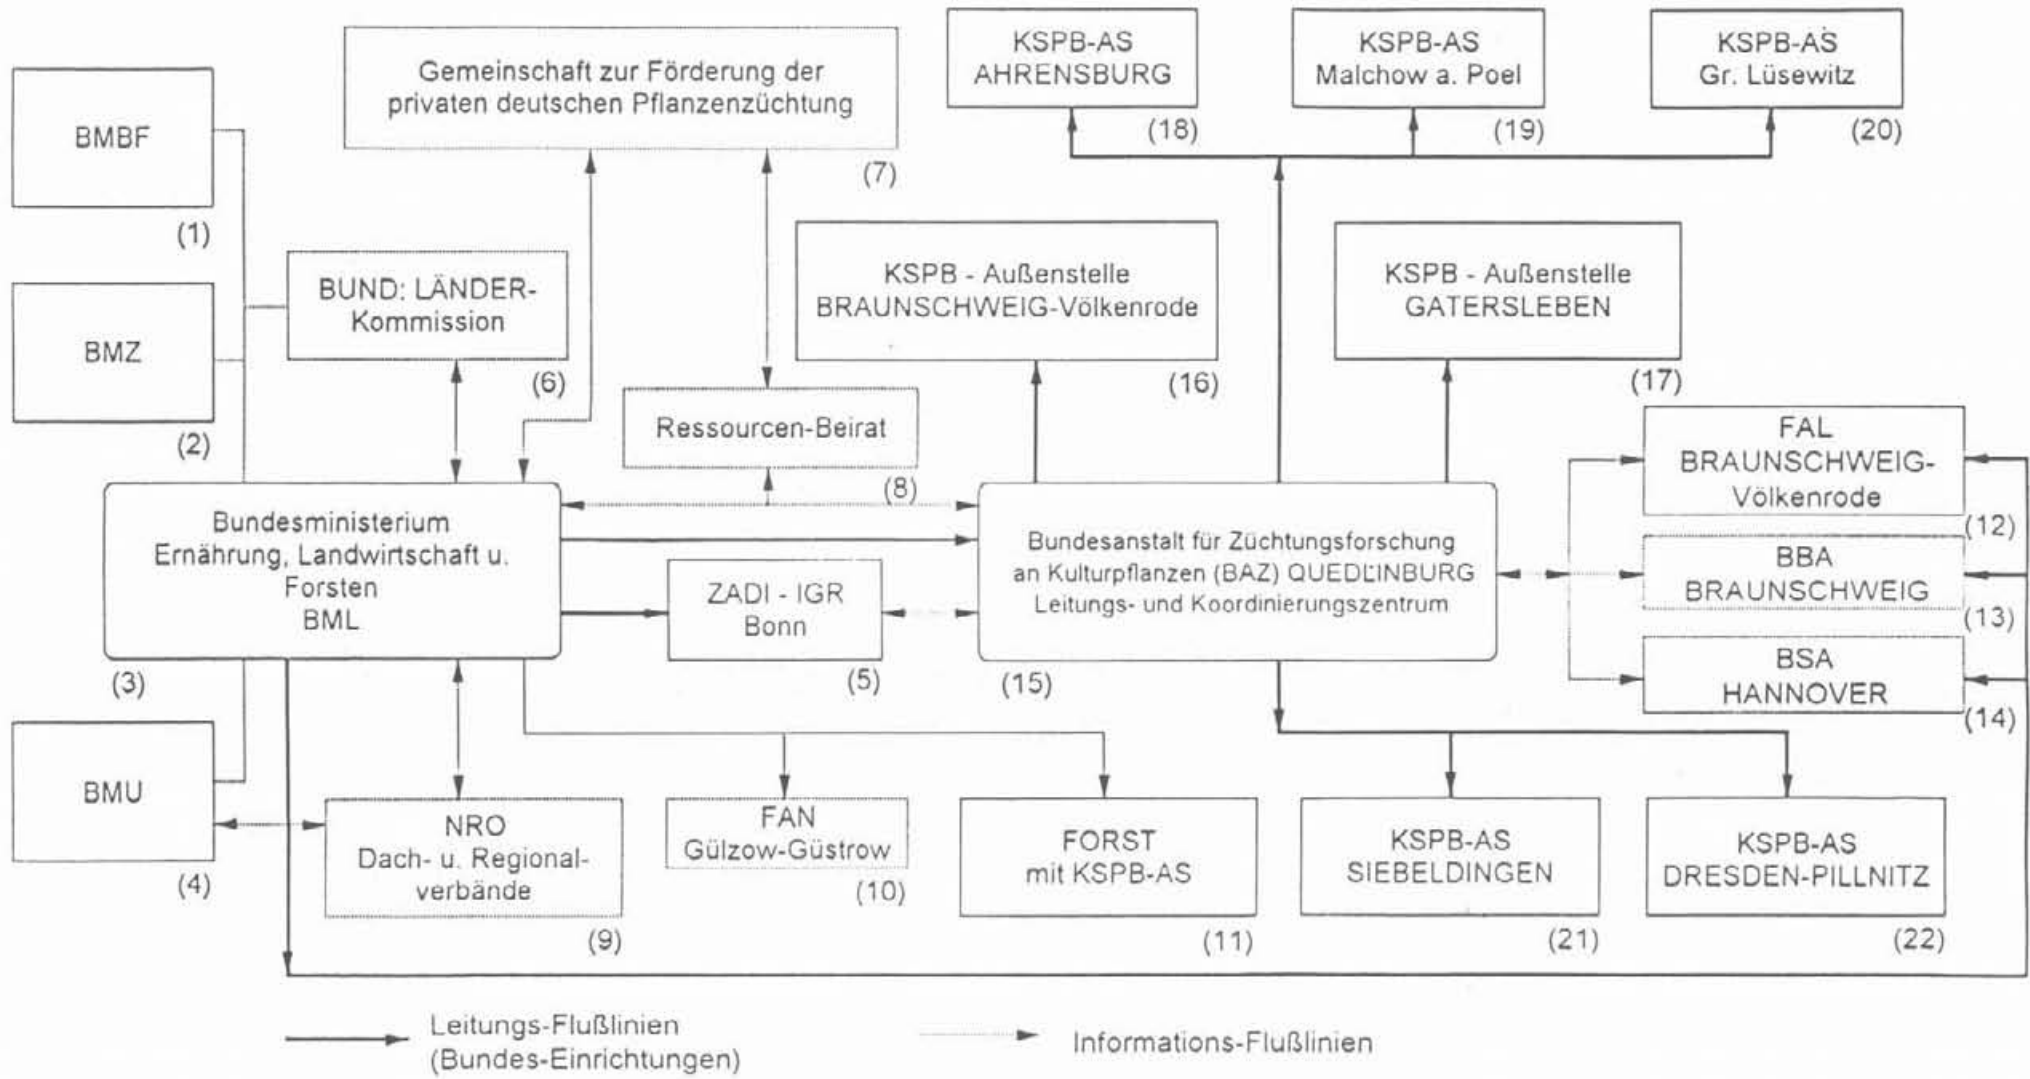 BMBF
(1)
BMZ
(2)
Gemeinschaft zur Förderung der
privaten deutschen Pflanzenzüchtung
(7)
BUND: LÄNDER-
Kommission
(6)
Ressourcen-Beirat
(8)
Bundesministerium
Ernährung, Landwirtschaft u.
Forsten
BML
(3)
ZADI - IGR
Bonn
(5)
BMU
(4)
NRO
Dach- u. Regional-
verbände
(9)
FAN
Gülzow-Güstrow
(10)
FORST
mit KSPB-AS
(11)
KSPB-AS
AHRENSBURG
(18)
KSPB-AS
Malchow a. Poel
(19)
KSPB-AS
Gr. Lüsewitz
(20)
KSPB - Außenstelle
BRAUNSCHWEIG-Völkenrode
(16)
KSPB - Außenstelle
GATERSLEBEN
(17)
Bundesanstalt für Züchtungsforschung
an Kulturpflanzen (BAZ) QUEDLINBURG
Leitungs- und Koordinierungszentrum
(15)
FAL
BRAUNSCHWEIG-
Völkenrode
(12)
BBA
BRAUNSCHWEIG
(13)
BSA
HANNOVER
(14)
KSPB-AS
SIEBELDINGEN
(21)
KSPB-AS
DRESDEN-PILLNITZ
(22)
Leitungs-Flußlinien
(Bundes-Einrichtungen)
Informations-Flußlinien